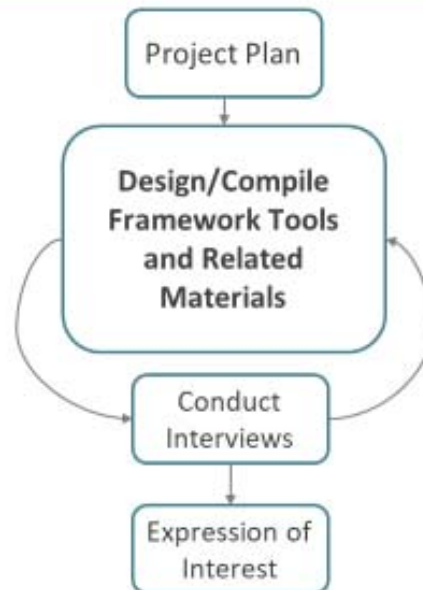 Project Plan
Design/Compile
Framework Tools
and Related
Materials
Conduct
Interviews
Expression of
Interest